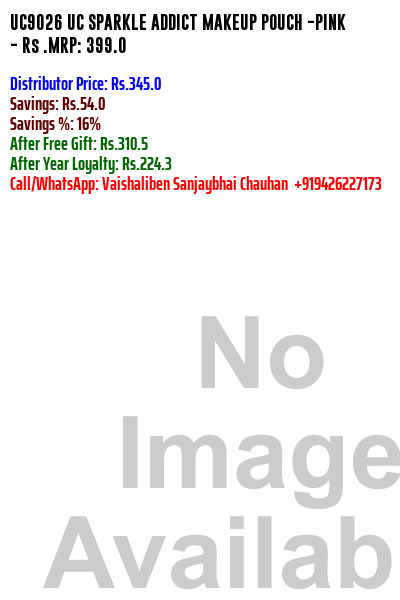 UC9026 UC SPARKLE ADDICT MAKEUP POUCH -PINK
- Rs .MRP: 399.0
Distributor Price: Rs.345.0
Savings: Rs.54.0
Savings %: 16%
After Free Gift: Rs.310.5
After Year Loyalty: Rs.224.3
Call/WhatsApp: Vaishaliben Sanjaybhai Chauhan +919426227173
No
Image
Availab